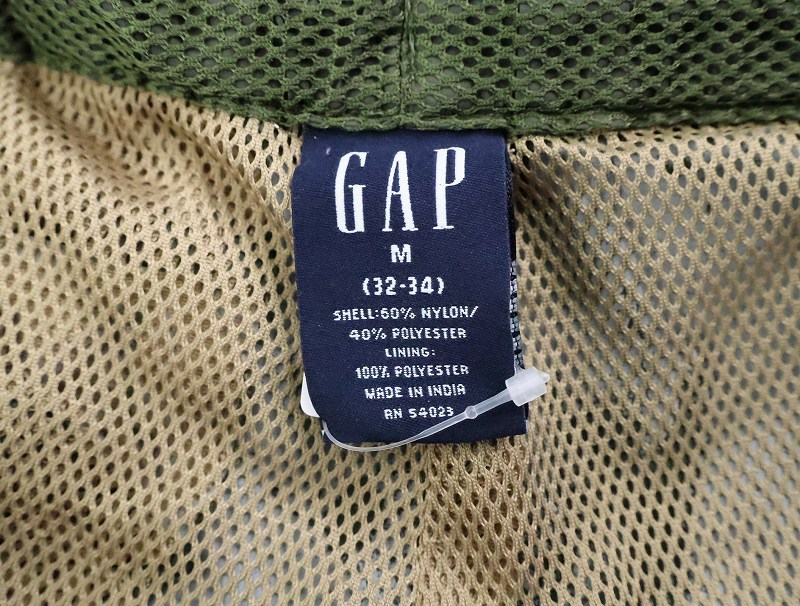 GAP
M
(32-34)
SHELL:60% NYLON/
40% POLYESTER
LINING:
100% POLYESTER
MADE IN INDIA
RN 54023